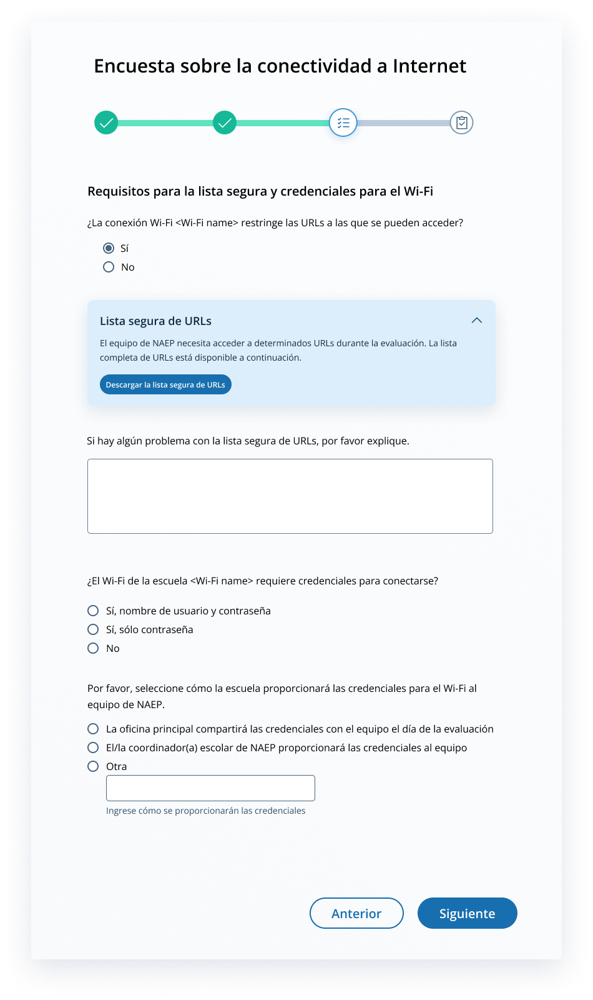 Encuesta sobre la conectividad a Internet
Requisitos para la lista segura y credenciales para el Wi-Fi
¿La conexión Wi-Fi <Wi-Fi name> restringe las URLs a las que se pueden acceder?
Sí
No
Lista segura de URLs
El equipo de NAEP necesita acceder a determinados URLs durante la evaluación. La lista
completa de URLs está disponible a continuación.
Descargar la lista segura de URLs
Si hay algún problema con la lista segura de URLs, por favor explique.
¿El Wi-Fi de la escuela <Wi-Fi name> requiere credenciales para conectarse?
Sí, nombre de usuario y contraseña
Sí, sólo contraseña
No
Por favor, seleccione cómo la escuela proporcionará las credenciales para el Wi-Fi al
equipo de NAEP.
La oficina principal compartirá las credenciales con el equipo el día de la evaluación
El/la coordinador(a) escolar de NAEP proporcionará las credenciales al equipo
Otra
Ingrese cómo se proporcionarán las credenciales
Anterior
Siguiente